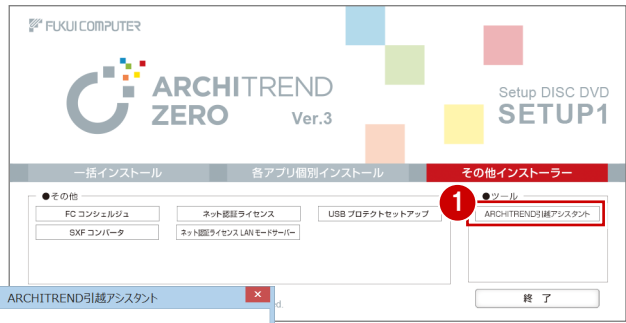 FUKUI COMPUTER
ARCHITREND
ZERO Ver.3
Setup DISC DVD
SETUP1
一括インストール 各アプリ個別インストール その他インストーラー
1
●その他 ●ツール
FC コンシェルジュ ネット認証ライセンス USB プロテクトセットアップ ARCHITREND引越アシスタント
SXF コンバータ ネット認証ライセンス LAN モードサーバー
ARCHITREND引越アシスタント ×
d.
終 了